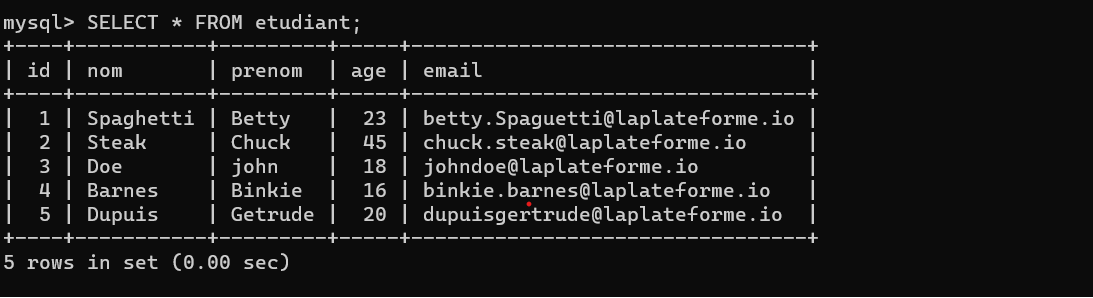 mysql> SELECT * FROM etudiant;
+----+-----------+---------+-----+---------------------------------+
| id | nom       | prenom  | age | email                           |
+----+-----------+---------+-----+---------------------------------+
|  1 | Spaghetti | Betty   |  23 | betty.Spaguetti@laplateforme.io |
|  2 | Steak     | Chuck   |  45 | chuck.steak@laplateforme.io     |
|  3 | Doe       | john    |  18 | johndoe@laplateforme.io         |
|  4 | Barnes    | Binkie  |  16 | binkie.barnes@laplateforme.io   |
|  5 | Dupuis    | Getrude |  20 | dupuisgertrude@laplateforme.io  |
+----+-----------+---------+-----+---------------------------------+
5 rows in set (0.00 sec)